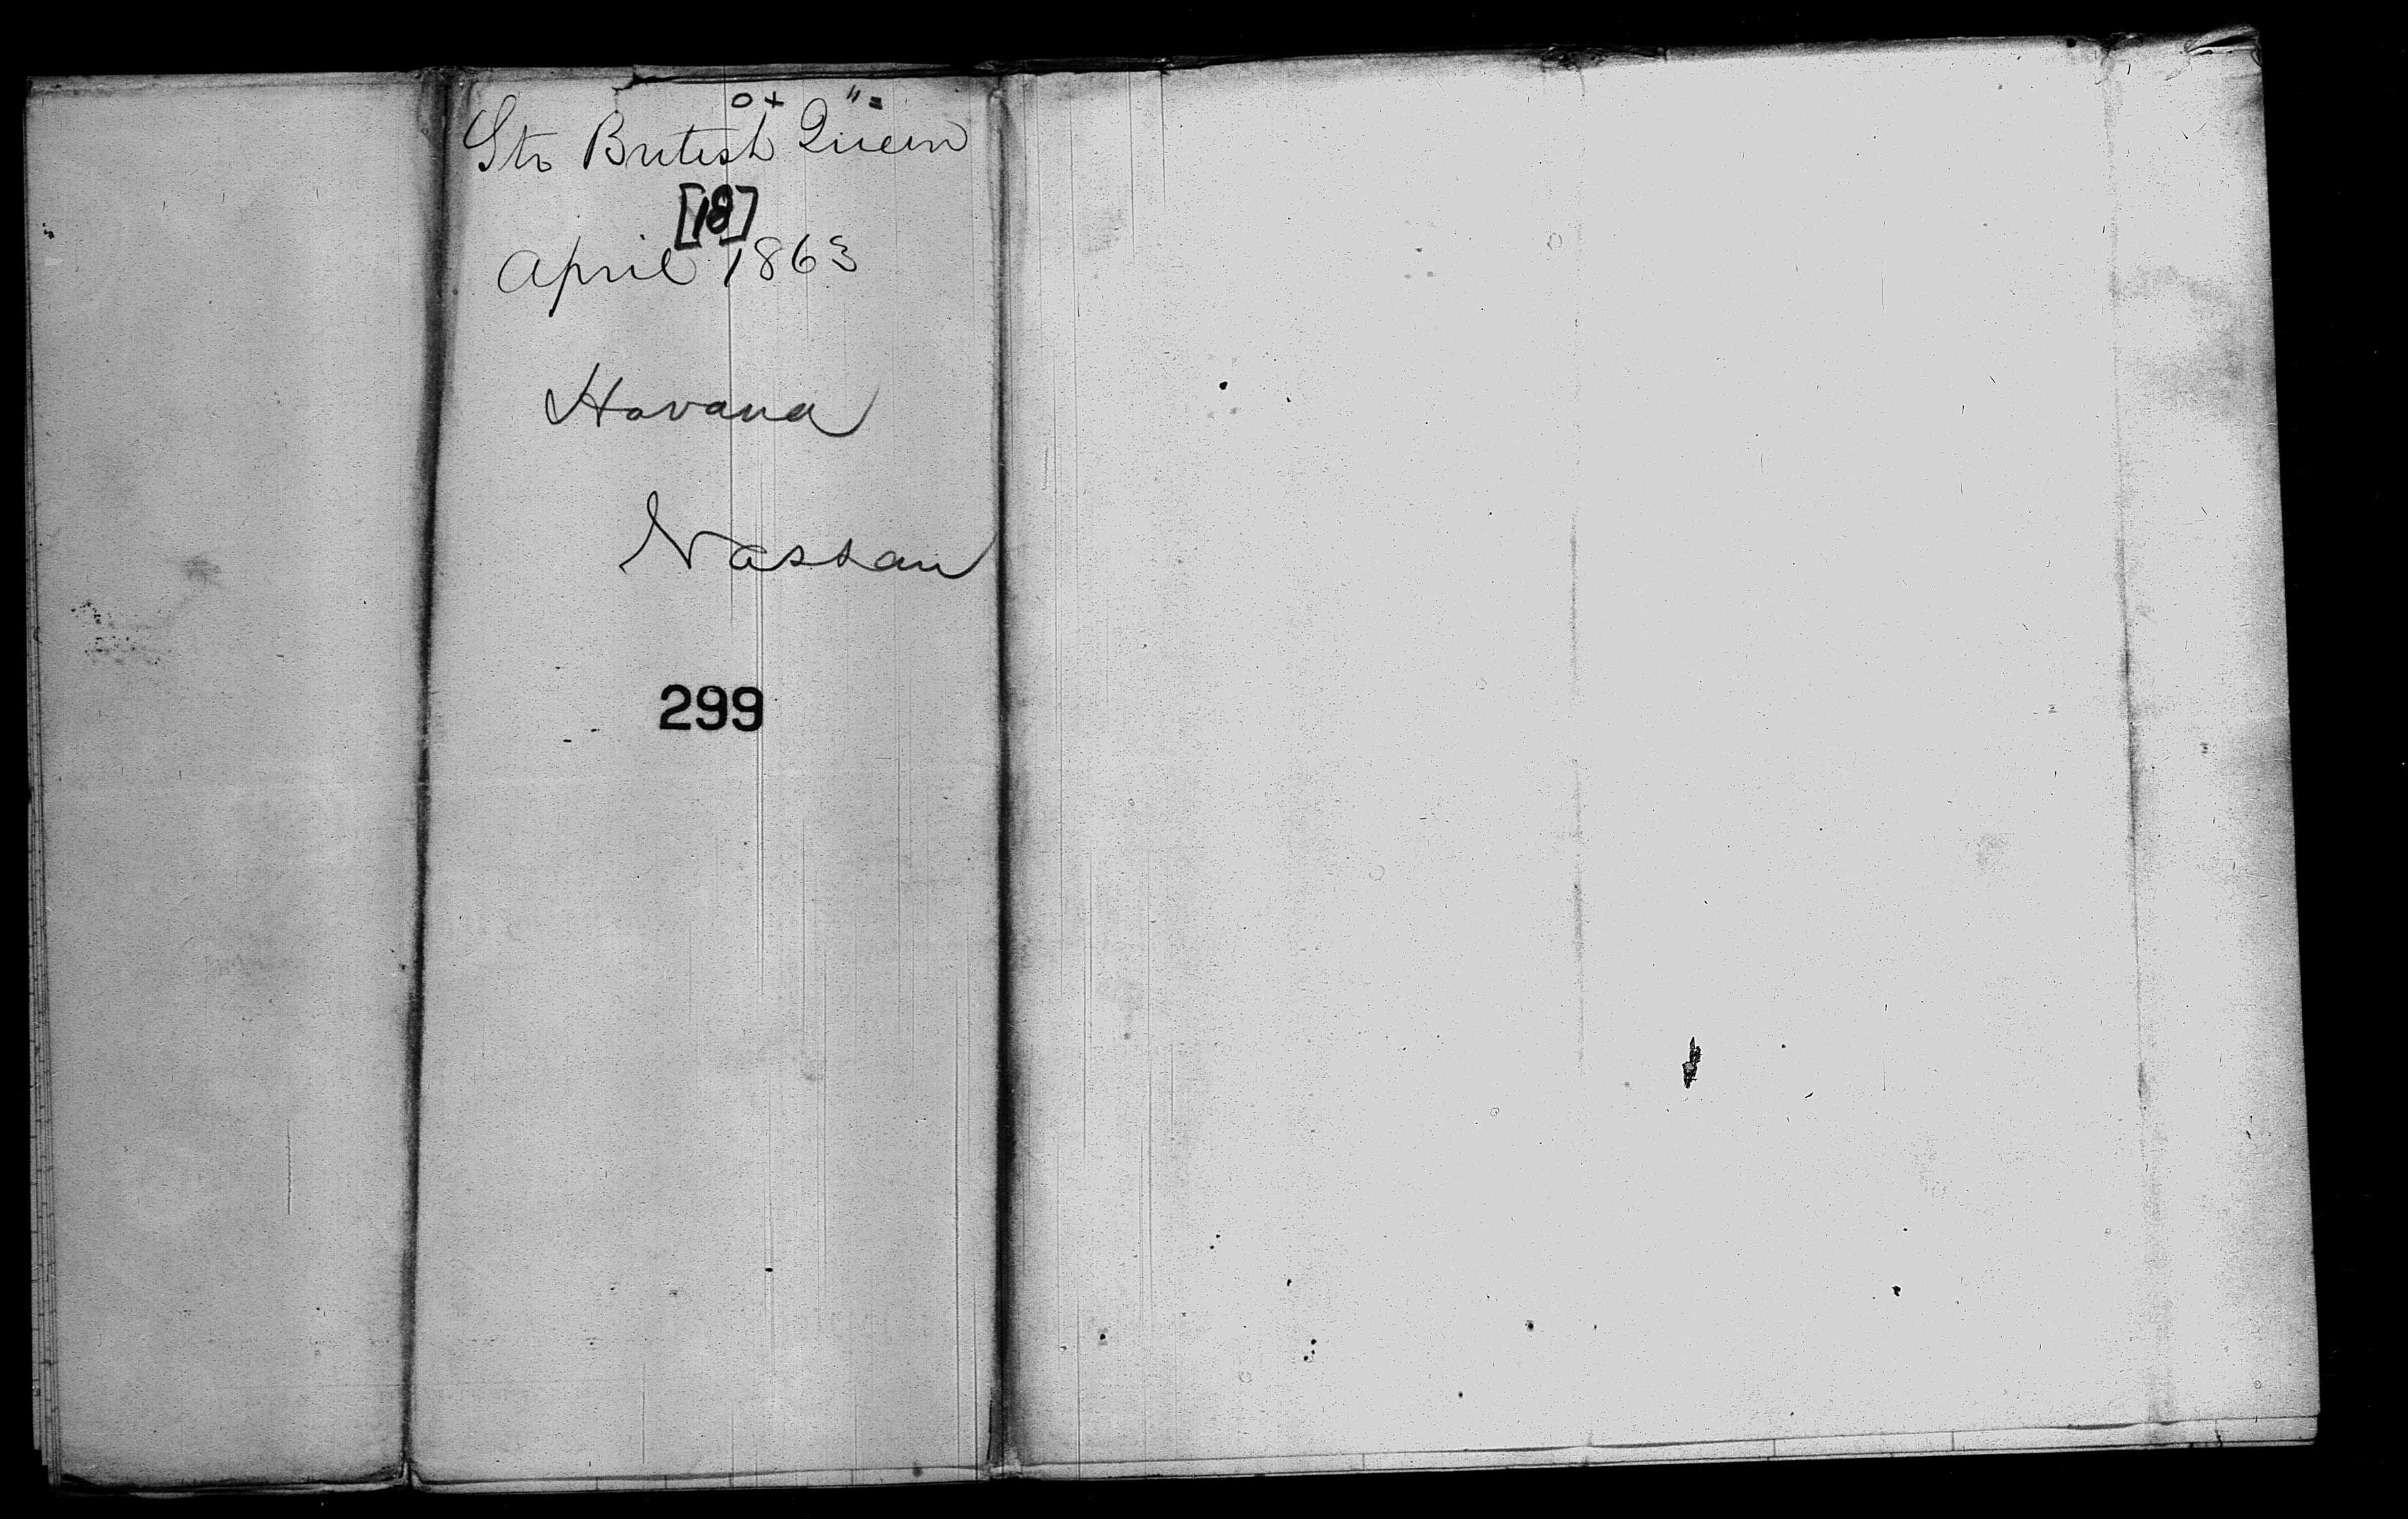 o+ "=
Str British Queen
[18]
April 1863
Havana
Nassau
299